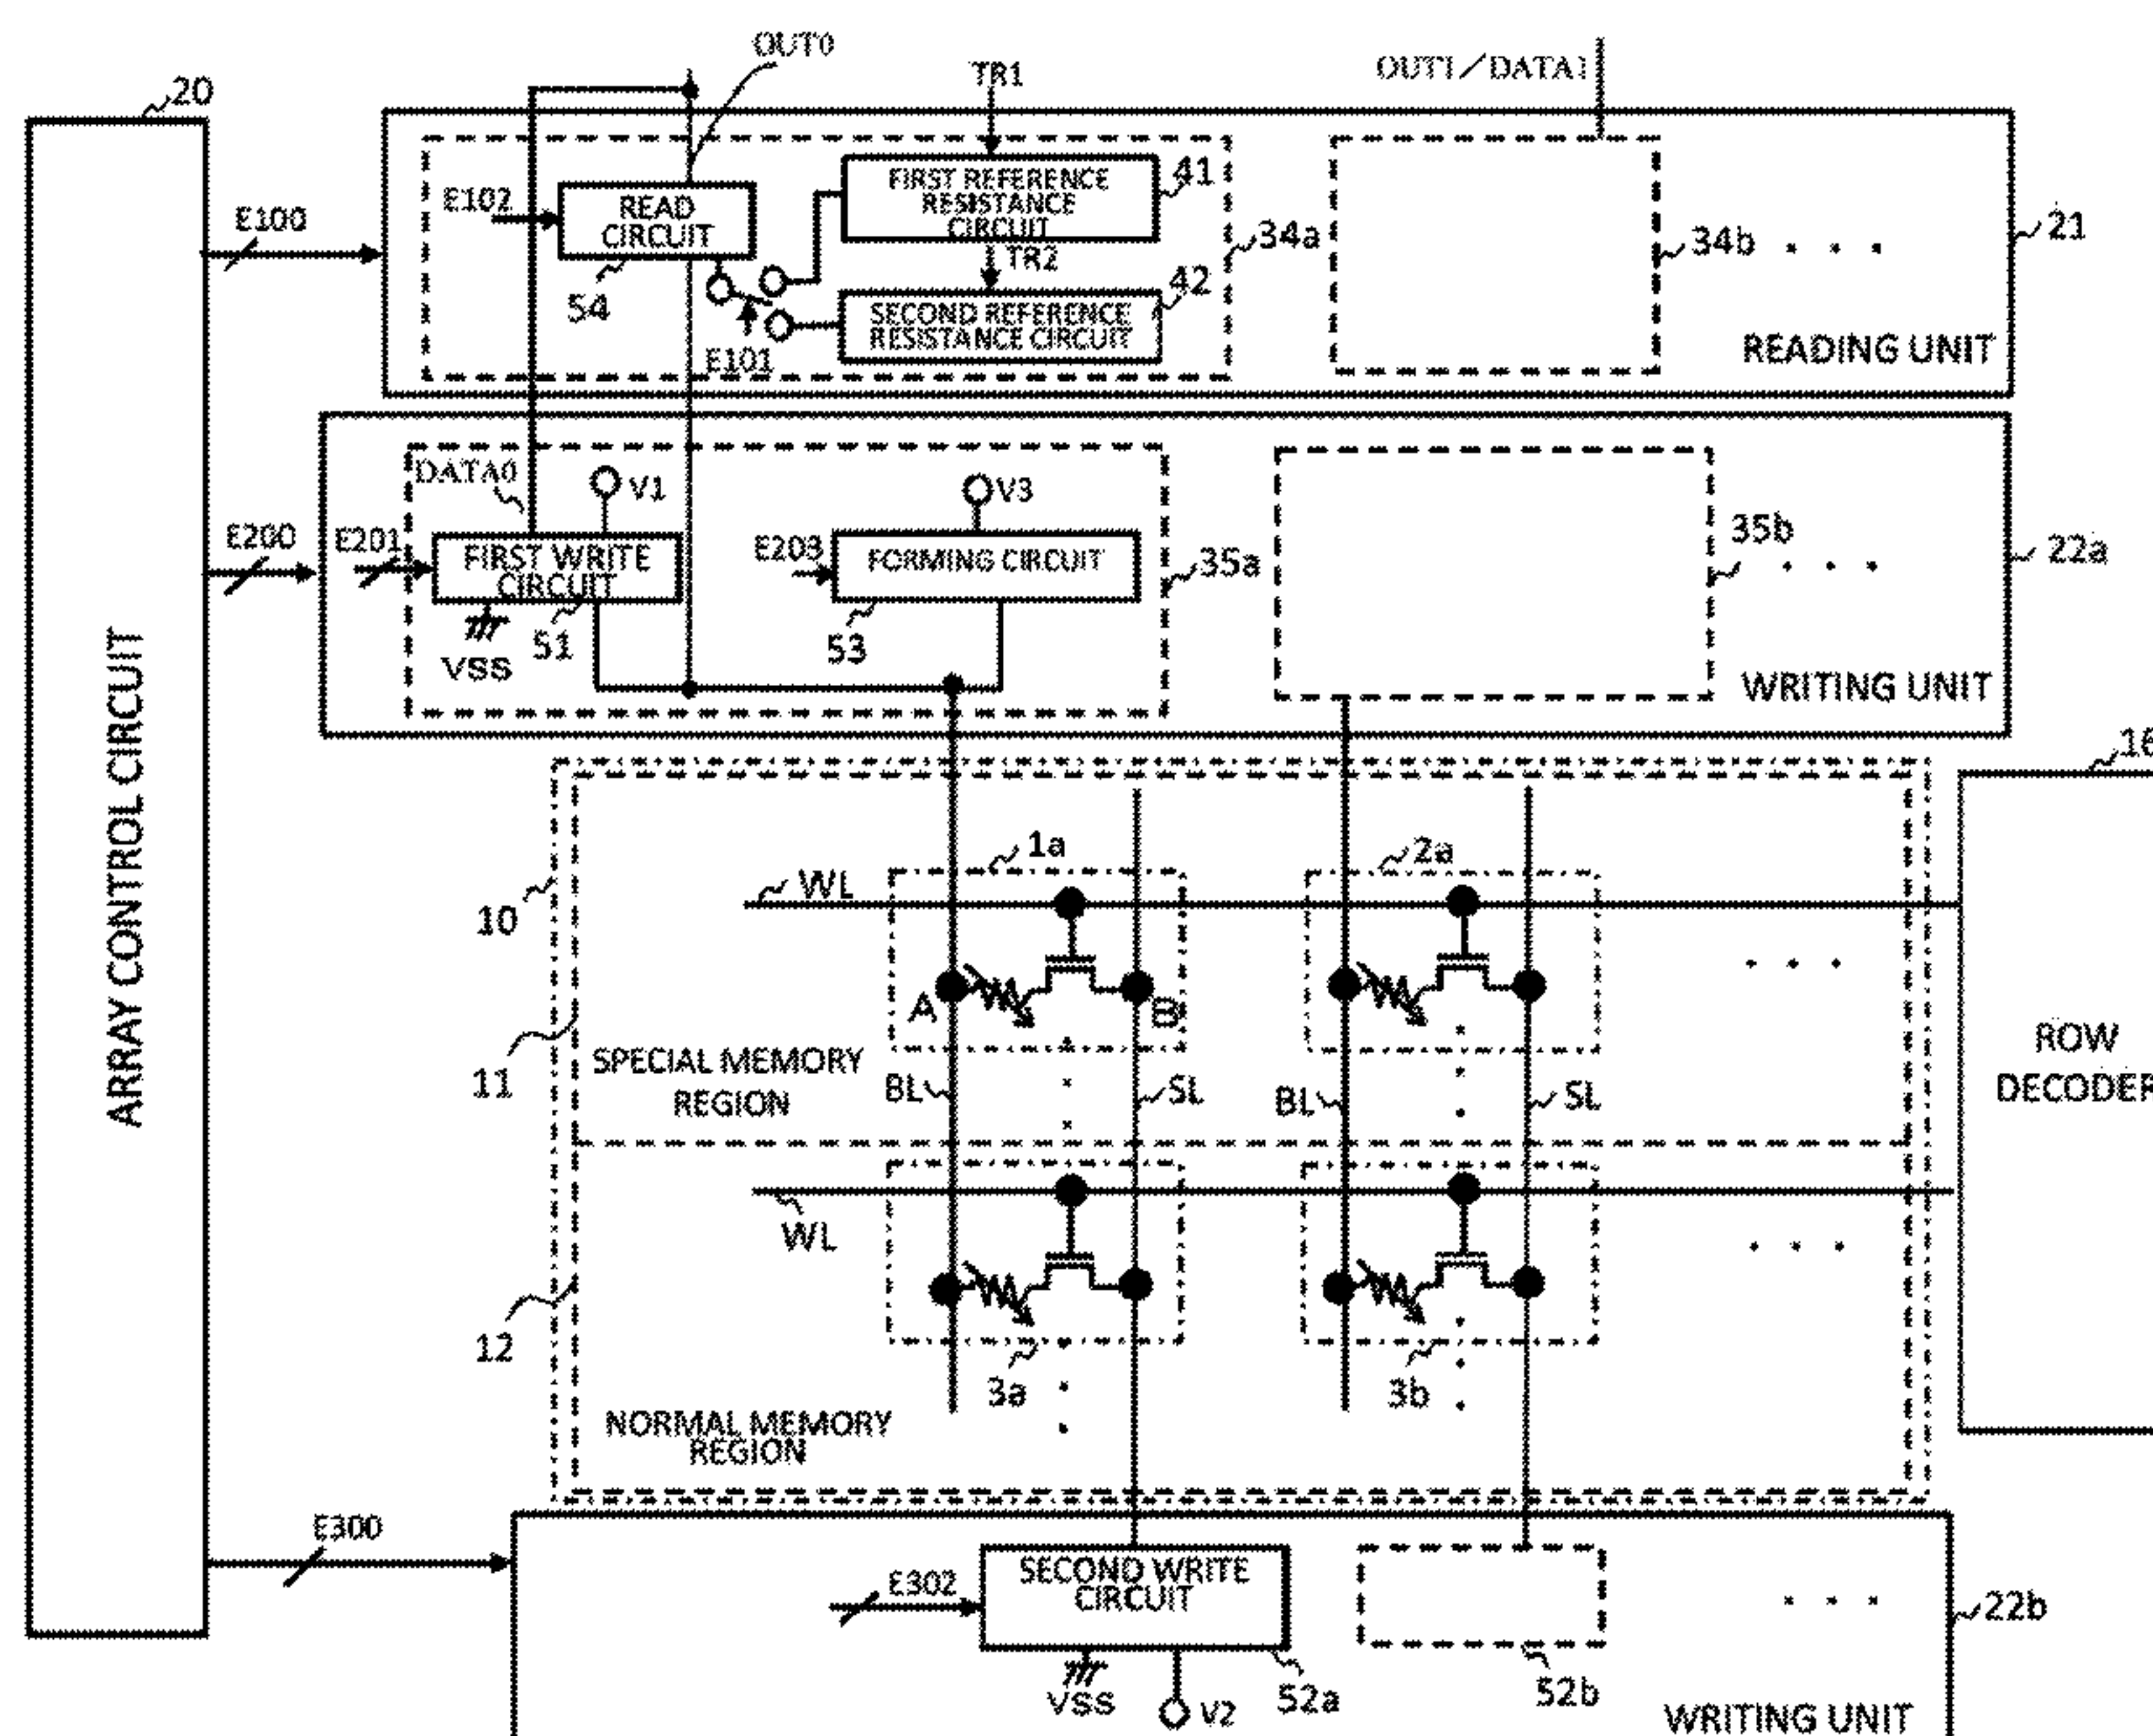 20
ARRAY CONTROL CIRCUIT
OUT0
TR1
OUT1/DATA1
E100
E102
READ
CIRCUIT
54
FIRST REFERENCE
RESISTANCE
CIRCUIT
41
TR2
34a
34b
21
42
SECOND REFERENCE
RESISTANCE CIRCUIT
E101
READING UNIT
DATA0
V1
V3
E200
E201
FIRST WRITE
CIRCUIT
E203
FORMING CIRCUIT
35a
35b
22a
51
VSS
53
WRITING UNIT
16
ROW
DECODER
10
WL
1a
2a
A
B
11
SPECIAL MEMORY
REGION
BL
SL
BL
SL
WL
12
3a
3b
NORMAL MEMORY
REGION
E300
SECOND WRITE
CIRCUIT
E302
22b
VSS
V2
52a
52b
WRITING UNIT